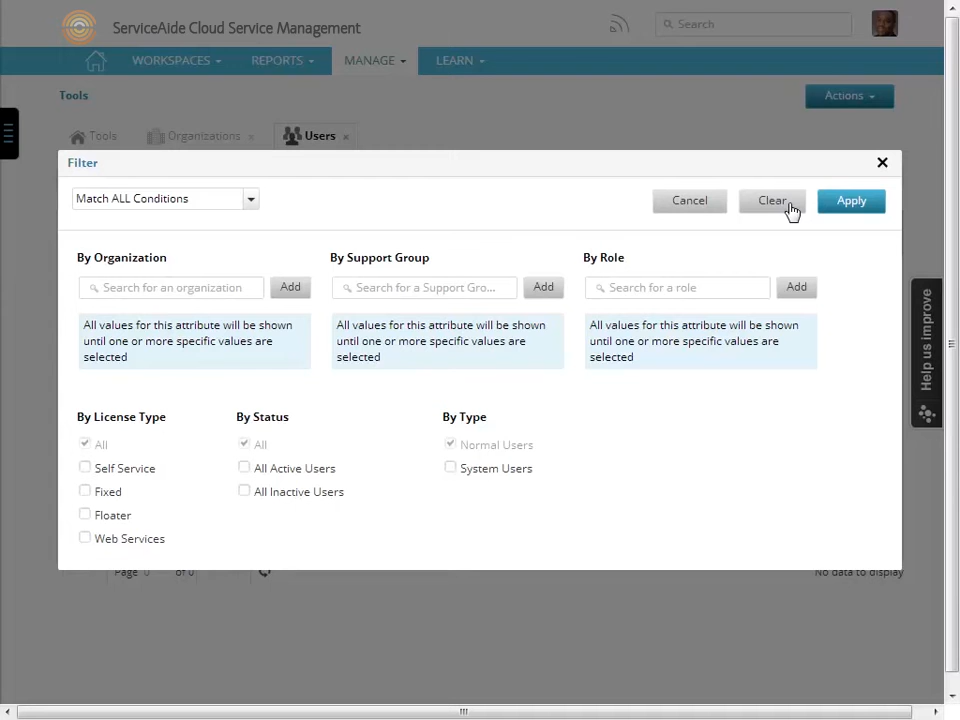 ServiceAide Cloud Service Management
Search
WORKSPACES
REPORTS
MANAGE
LEARN
Tools
Actions
Tools
Organizations x
Users x
Filter
Match ALL Conditions
Cancel
Clear
Apply
By Organization
By Support Group
By Role
Search for an organization
Add
Search for a Support Gro...
Add
Search for a role
Add
All values for this attribute will be shown
until one or more specific values are
selected
All values for this attribute will be shown
until one or more specific values are
selected
All values for this attribute will be shown
until one or more specific values are
selected
Help us improve
By License Type
By Status
By Type
All
All
Normal Users
Self Service
All Active Users
System Users
Fixed
All Inactive Users
Floater
Web Services
Page 0 of 0
No data to display